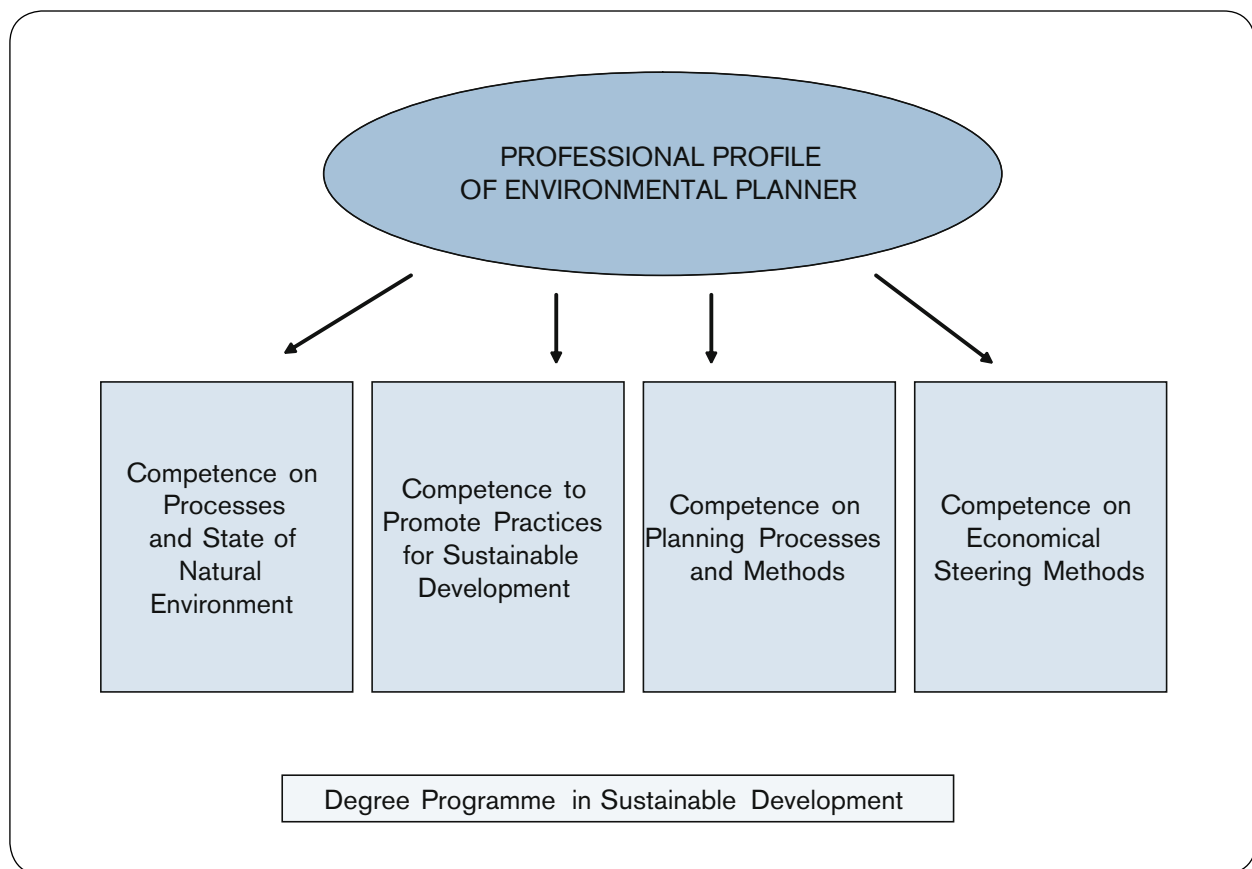 PROFESSIONAL PROFILE
OF ENVIRONMENTAL PLANNER
Competence on
Processes
and State of
Natural
Environment
Competence to
Promote Practices
for Sustainable
Development
Competence on
Planning Processes
and Methods
Competence on
Economical
Steering Methods
Degree Programme in Sustainable Development